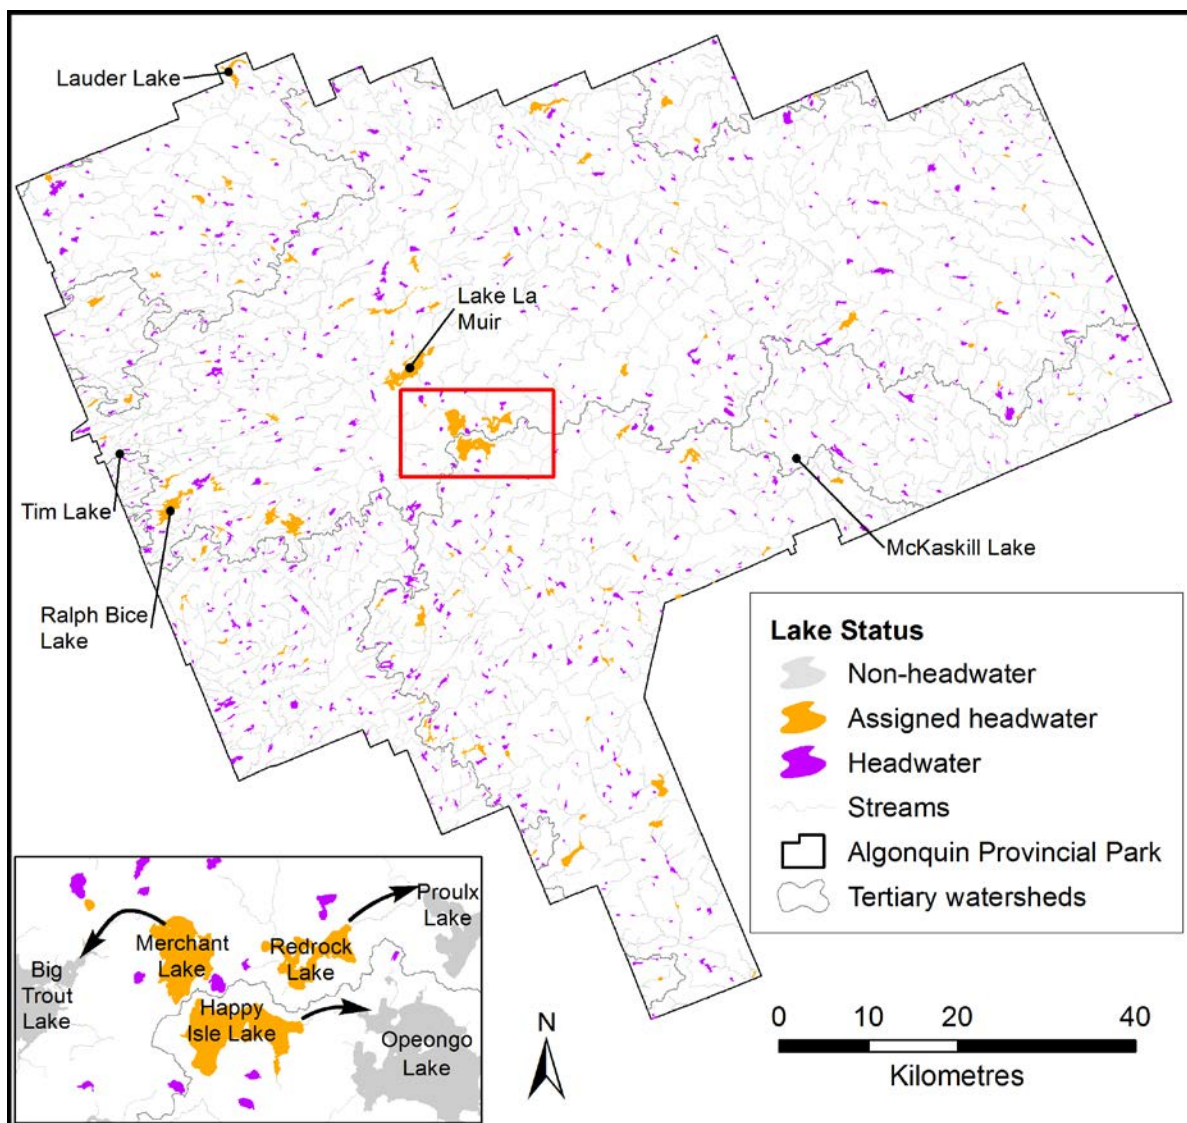 Lauder Lake
Lake La
Muir
Tim Lake
McKaskill Lake
Ralph Bice
Lake
Lake Status
Non-headwater
Assigned headwater
Headwater
Streams
Algonquin Provincial Park
Tertiary watersheds
Proulx
Lake
Merchant
Lake
Redrock
Lake
Big
Trout
Lake
Happy
Isle Lake
Opeongo
Lake
N
0 10 20 40
Kilometres